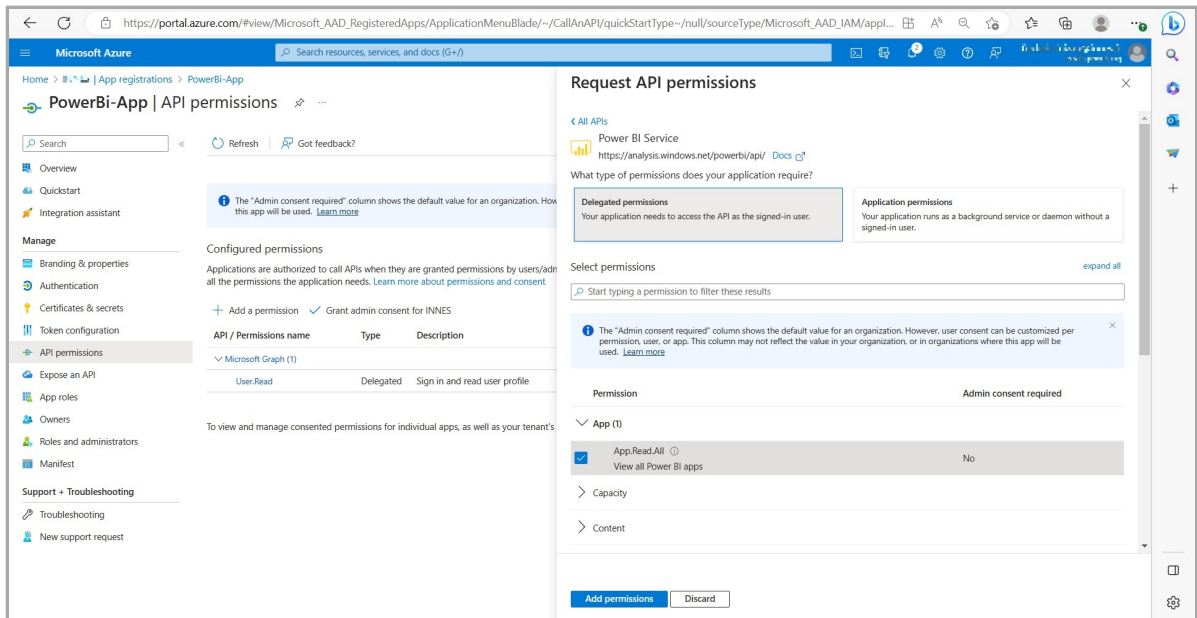 https://portal.azure.com/#view/Microsoft_AAD_RegisteredApps/ApplicationMenuBlade/~/CallAnAPI/quickStartType~/null/sourceType/Microsoft_AAD_IAM/appI...
Microsoft Azure
Search resources, services, and docs (G+/)
2
Home > | App registrations > PowerBi-App
PowerBi-App | API permissions
Search
Overview
Quickstart
Integration assistant
Manage
Branding & properties
Authentication
Certificates & secrets
Token configuration
API permissions
Expose an API
App roles
Owners
Roles and administrators
Manifest
Support + Troubleshooting
Troubleshooting
New support request
Refresh
Got feedback?
The "Admin consent required" column shows the default value for an organization. How
this app will be used. Learn more
Configured permissions
Applications are authorized to call APIs when they are granted permissions by users/adn
all the permissions the application needs. Learn more about permissions and consent
Add a permission
Grant admin consent for INNES
API / Permissions name Type Description
Microsoft Graph (1)
User.Read Delegated Sign in and read user profile
To view and manage consented permissions for individual apps, as well as your tenant's
Request API permissions
All APIs
Power BI Service
https://analysis.windows.net/powerbi/api/ Docs
What type of permissions does your application require?
Delegated permissions
Your application needs to access the API as the signed-in user.
Application permissions
Your application runs as a background service or daemon without a
signed-in user.
Select permissions
expand all
Start typing a permission to filter these results
The "Admin consent required" column shows the default value for an organization. However, user consent can be customized per
permission, user, or app. This column may not reflect the value in your organization, or in organizations where this app will be
used. Learn more
Permission Admin consent required
App (1)
App.Read.All
View all Power BI apps
No
Capacity
Content
Add permissions
Discard